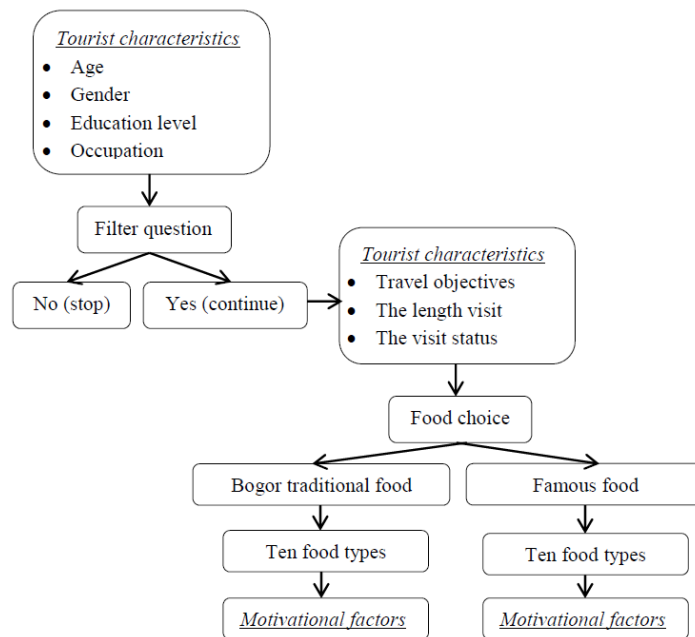 Tourist characteristics
• Age
• Gender
• Education level
• Occupation
Filter question
No (stop)
Yes (continue)
Tourist characteristics
• Travel objectives
• The length visit
• The visit status
Food choice
Bogor traditional food
Famous food
Ten food types
Ten food types
Motivational factors
Motivational factors